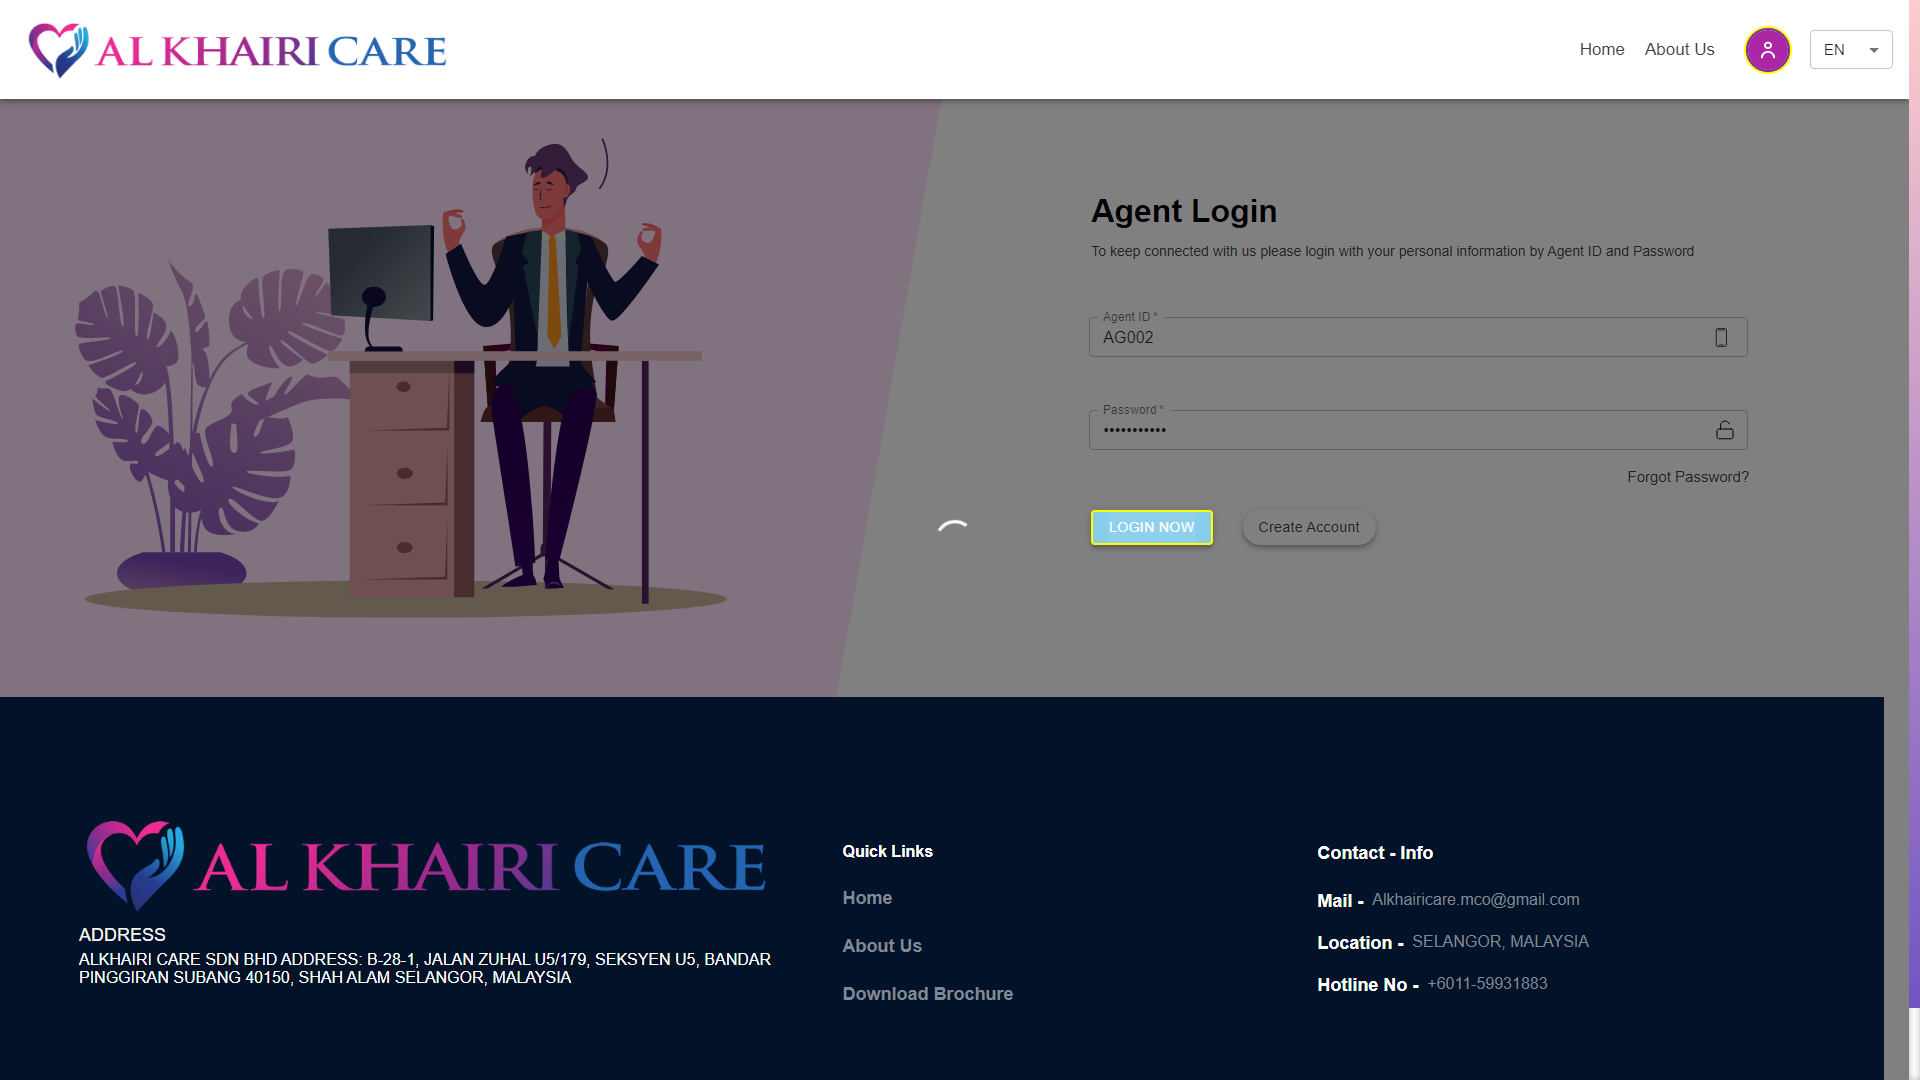 AL KHAIRI CARE
Home
About Us
EN
Agent Login
To keep connected with us please login with your personal information by Agent ID and Password
Agent ID *
AG002
Password *
•••••••••••
Forgot Password?
LOGIN NOW
Create Account
AL KHAIRI CARE
ADDRESS
ALKHAIRI CARE SDN BHD ADDRESS: B-28-1, JALAN ZUHAL U5/179, SEKSYEN U5, BANDAR
PINGGIRAN SUBANG 40150, SHAH ALAM SELANGOR, MALAYSIA
Quick Links
Home
About Us
Download Brochure
Contact - Info
Mail - Alkhairicare.mco@gmail.com
Location - SELANGOR, MALAYSIA
Hotline No - +6011-59931883